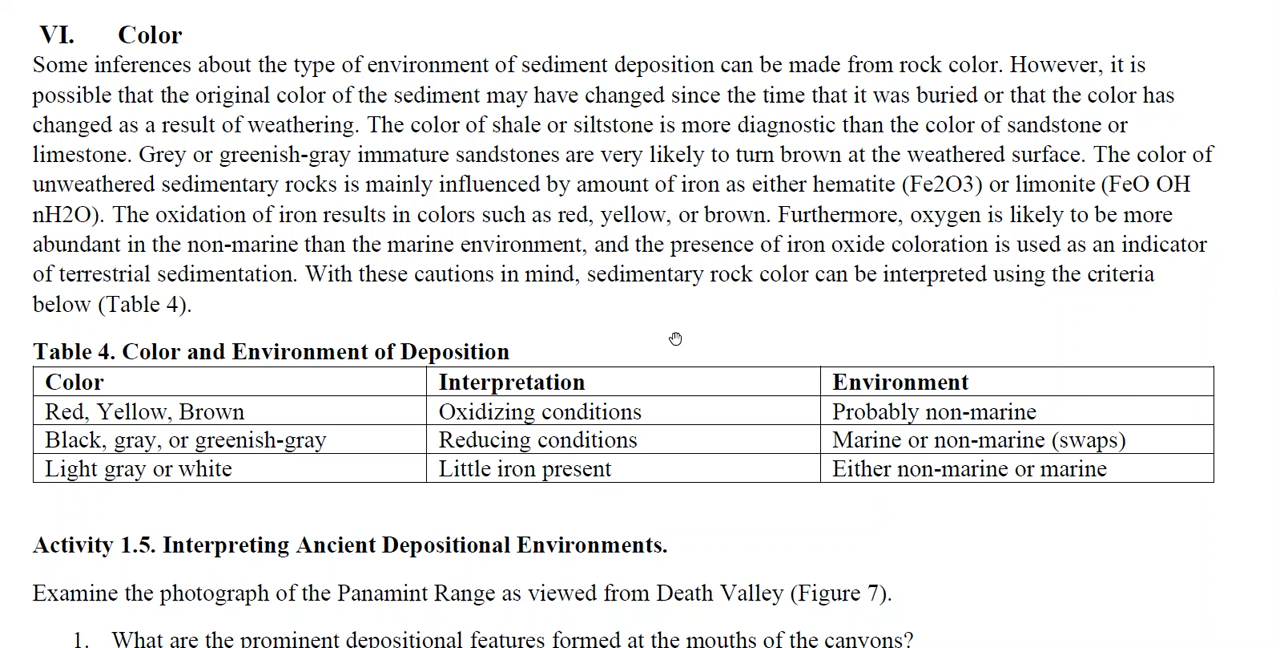 VI. Color
Some inferences about the type of environment of sediment deposition can be made from rock color. However, it is
possible that the original color of the sediment may have changed since the time that it was buried or that the color has
changed as a result of weathering. The color of shale or siltstone is more diagnostic than the color of sandstone or
limestone. Grey or greenish-gray immature sandstones are very likely to turn brown at the weathered surface. The color of
unweathered sedimentary rocks is mainly influenced by amount of iron as either hematite (Fe2O3) or limonite (FeO OH
nH2O). The oxidation of iron results in colors such as red, yellow, or brown. Furthermore, oxygen is likely to be more
abundant in the non-marine than the marine environment, and the presence of iron oxide coloration is used as an indicator
of terrestrial sedimentation. With these cautions in mind, sedimentary rock color can be interpreted using the criteria
below (Table 4).
Table 4. Color and Environment of Deposition
Color Interpretation Environment
Red, Yellow, Brown Oxidizing conditions Probably non-marine
Black, gray, or greenish-gray Reducing conditions Marine or non-marine (swaps)
Light gray or white Little iron present Either non-marine or marine
Activity 1.5. Interpreting Ancient Depositional Environments.
Examine the photograph of the Panamint Range as viewed from Death Valley (Figure 7).
1. What are the prominent depositional features formed at the mouths of the canyons?